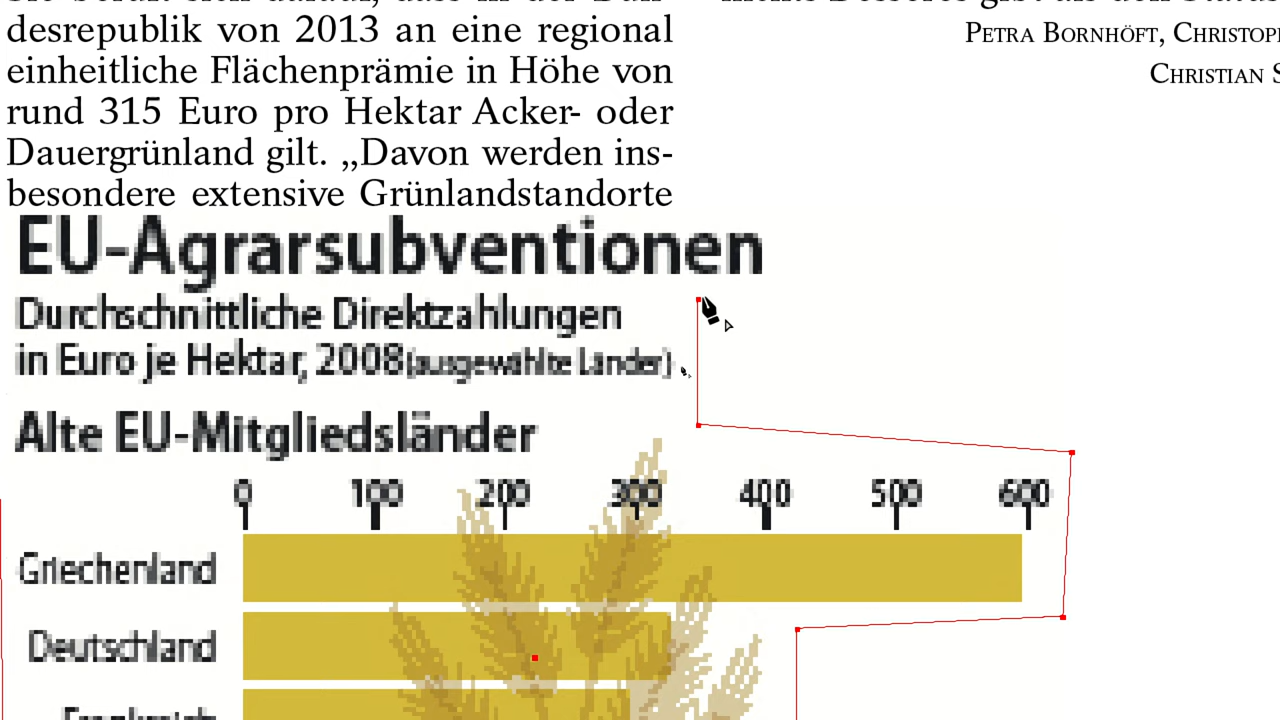 desrepublik von 2013 an eine regional
einheitliche Flächenprämie in Höhe von
rund 315 Euro pro Hektar Acker- oder
Dauergrünland gilt. „Davon werden ins-
besondere extensive Grünlandstandorte
PETRA BORNHÖFT, CHRISTOPH
CHRISTIAN S
EU-Agrarsubventionen
Durchschnittliche Direktzahlungen
in Euro je Hektar, 2008 (ausgewählte Länder)
Alte EU-Mitgliedsländer
0 100 200 300 400 500 600
Griechenland
Deutschland
Frankreich